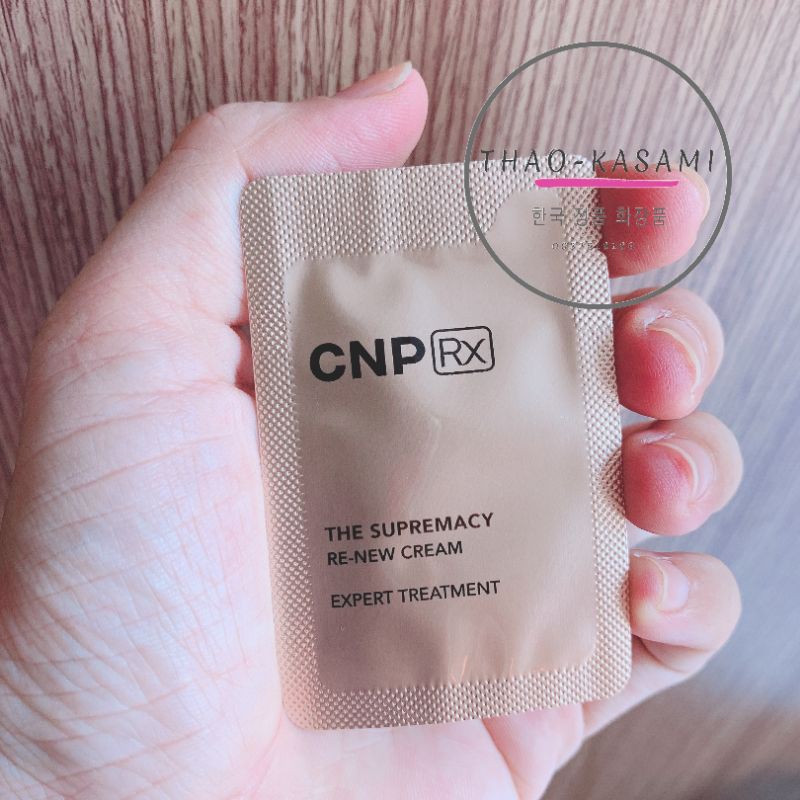 THAO-KASAMI
한국 정품 화장품
CNP Rx
THE SUPREMACY
RE-NEW CREAM
EXPERT TREATMENT